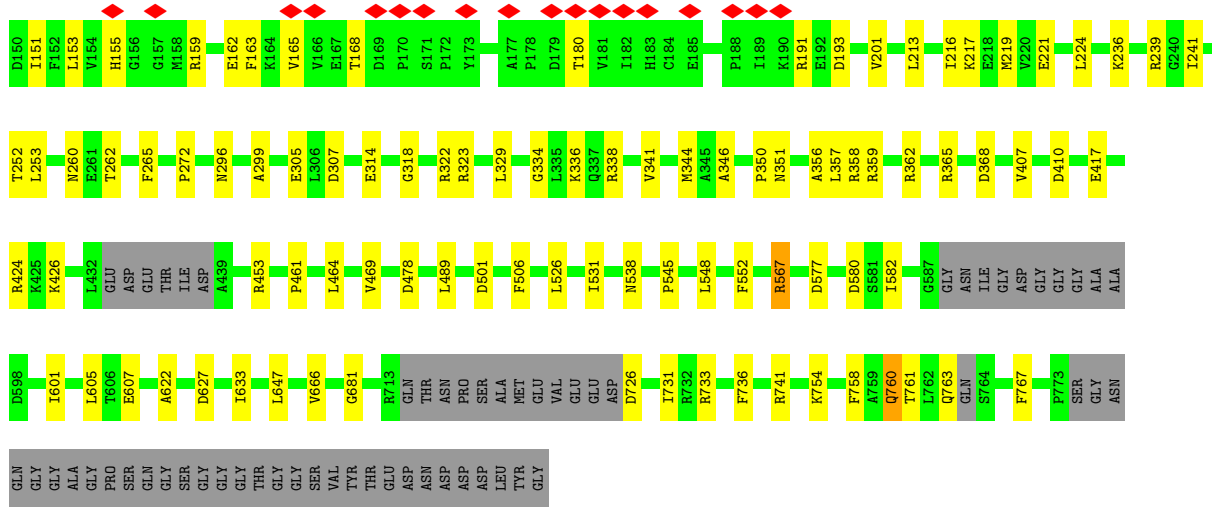 D150 I151 F152 L153 V154 H155 G156 G157 M158 R159 E162 F163 K164 V165 V166 E167 T168 D169 P170 S171 P172 Y173 A177 P178 D179 T180 V181 I182 H183 C184 E185 P188 I189 K190 R191 E192 D193 V201 L213 I216 K217 E218 M219 V220 E221 L224 K236 R239 G240 I241
T252 L253 N260 E261 T262 F265 P272 N296 A299 E305 L306 D307 E314 G318 R322 R323 L329 G334 L335 K336 Q337 R338 V341 M344 A345 A346 P350 N351 A356 L357 R358 R359 R362 R365 D368 V407 D410 E417
R424 K425 K426 L432 GLU ASP GLU THR ILE ASP A439 R453 P461 L464 V469 D478 L489 D501 F506 L526 I531 N538 P545 L548 F552 R567 D577 D580 S581 I582 G587 GLY ASN ILE GLY ASP GLY GLY GLY ALA ALA
D598 I601 L605 T606 E607 A622 D627 I633 L647 V666 G681 R713 GLN THR ASN PRO SER ALA MET GLU VAL GLU GLU ASP D726 I731 R732 R733 F736 R741 K754 F758 A759 Q760 T761 L762 Q763 GLN S764 F767 P773 SER GLY ASN
GLN GLY GLY ALA GLY PRO SER GLN GLY SER GLY GLY GLY THR GLY GLY SER VAL TYR THR GLU ASP ASN ASP ASP ASP LEU TYR GLY